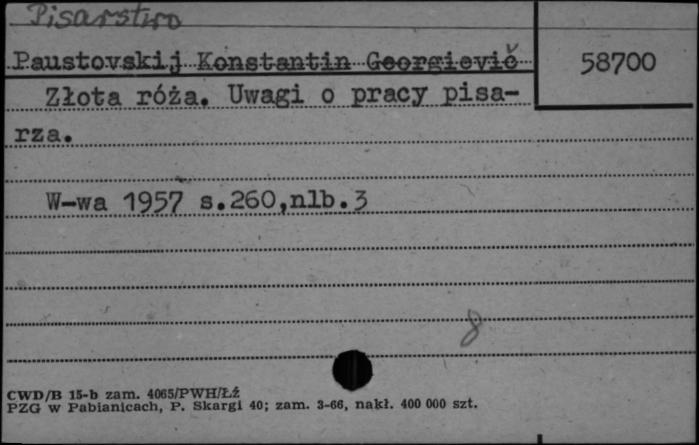 Pisarstwo
Paustovskij Konstantin Georgievič
58700
Złota róża. Uwagi o pracy pisa-
rza.
W-wa 1957 s.260,nlb.3
8
CWD/B 15-b zam. 4065/PWH/ŁŹ
PZG w Pabianicach, P. Skargi 40; zam. 3-66, nakł. 400 000 szt.